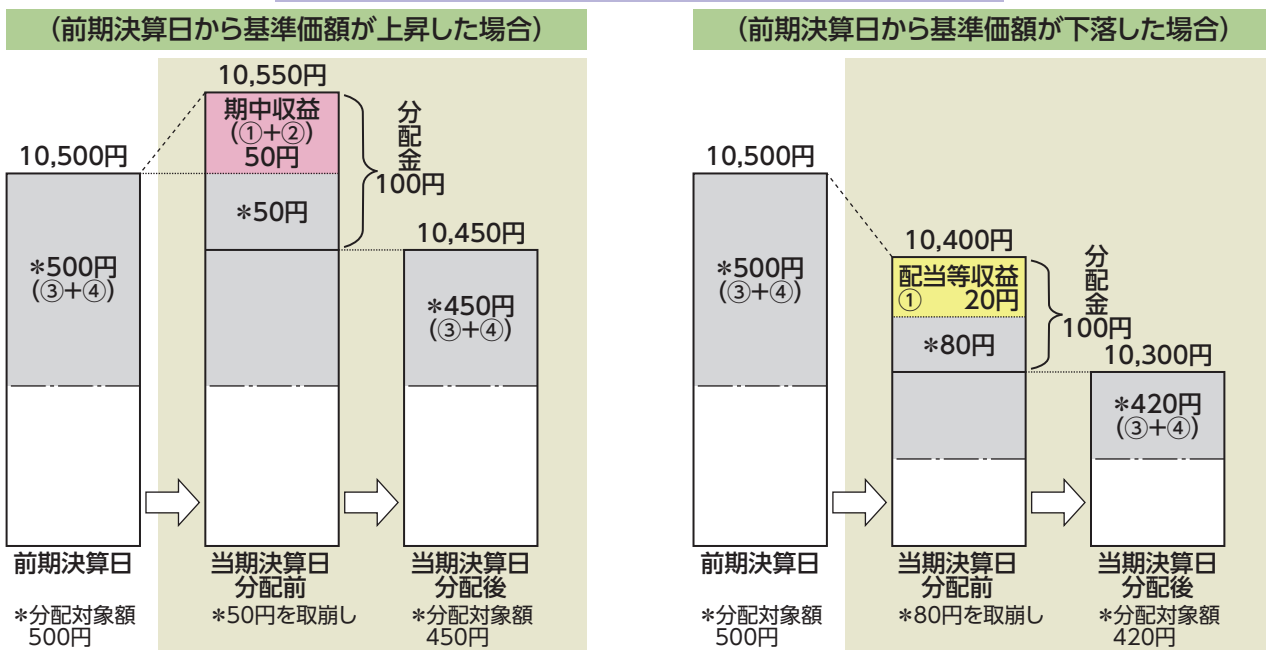 (前期決算日から基準価額が上昇した場合)
10,550円
期中収益
(①+②)
50円
分配金
100円
10,500円
*50円
10,450円
*500円
(③+④)
*450円
(③+④)
前期決算日
当期決算日
分配前
当期決算日
分配後
*分配対象額
500円
*50円を取崩し
*分配対象額
450円
(前期決算日から基準価額が下落した場合)
10,500円
10,400円
配当等収益
① 20円
分配金
100円
*500円
(③+④)
*80円
10,300円
*420円
(③+④)
前期決算日
当期決算日
分配前
当期決算日
分配後
*分配対象額
500円
*80円を取崩し
*分配対象額
420円